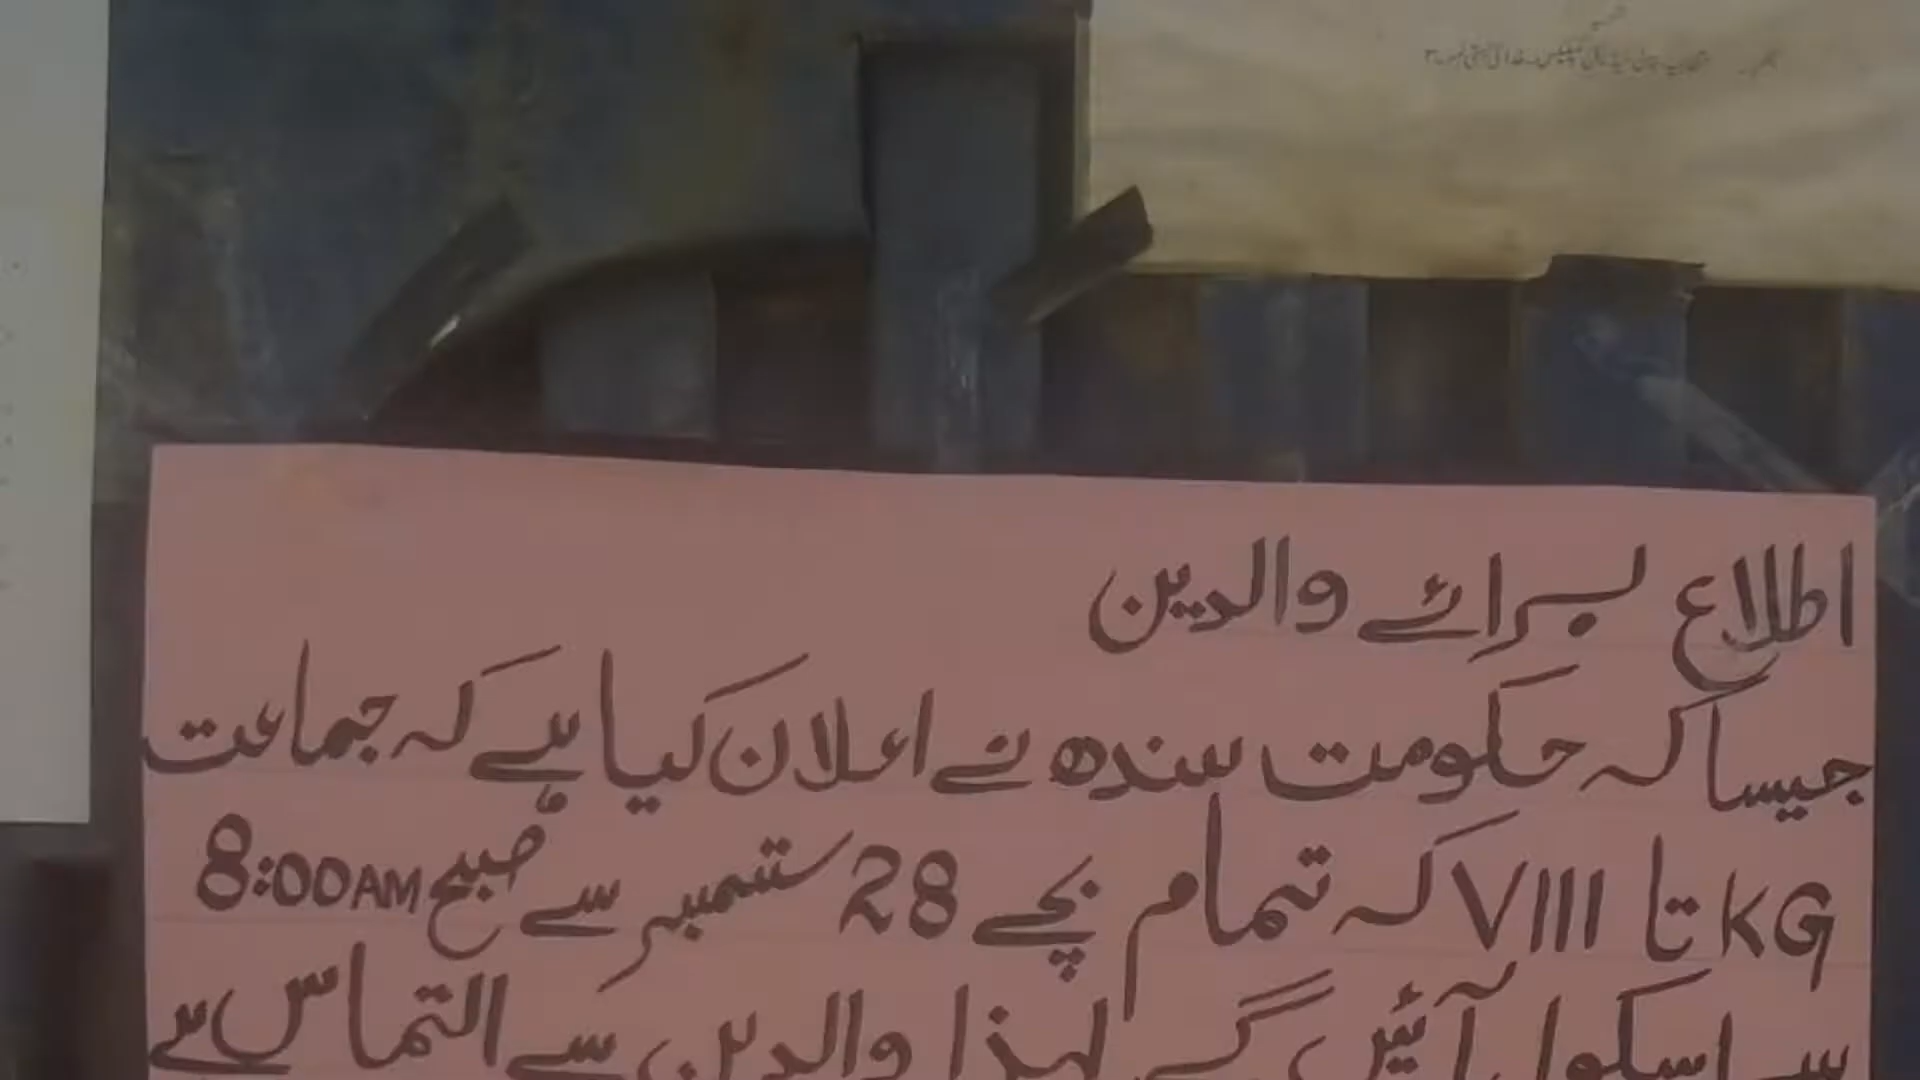 اطلاع برائے والدین
جیسا کہ حکومت سندھ نے اعلان کیا ہے کہ جماعت
KG تا VIII کہ تمام بچے 28 ستمبر سے صبح 8:00AM
سے اسکول آئیں گے لہذا والدین سے التماس ہے